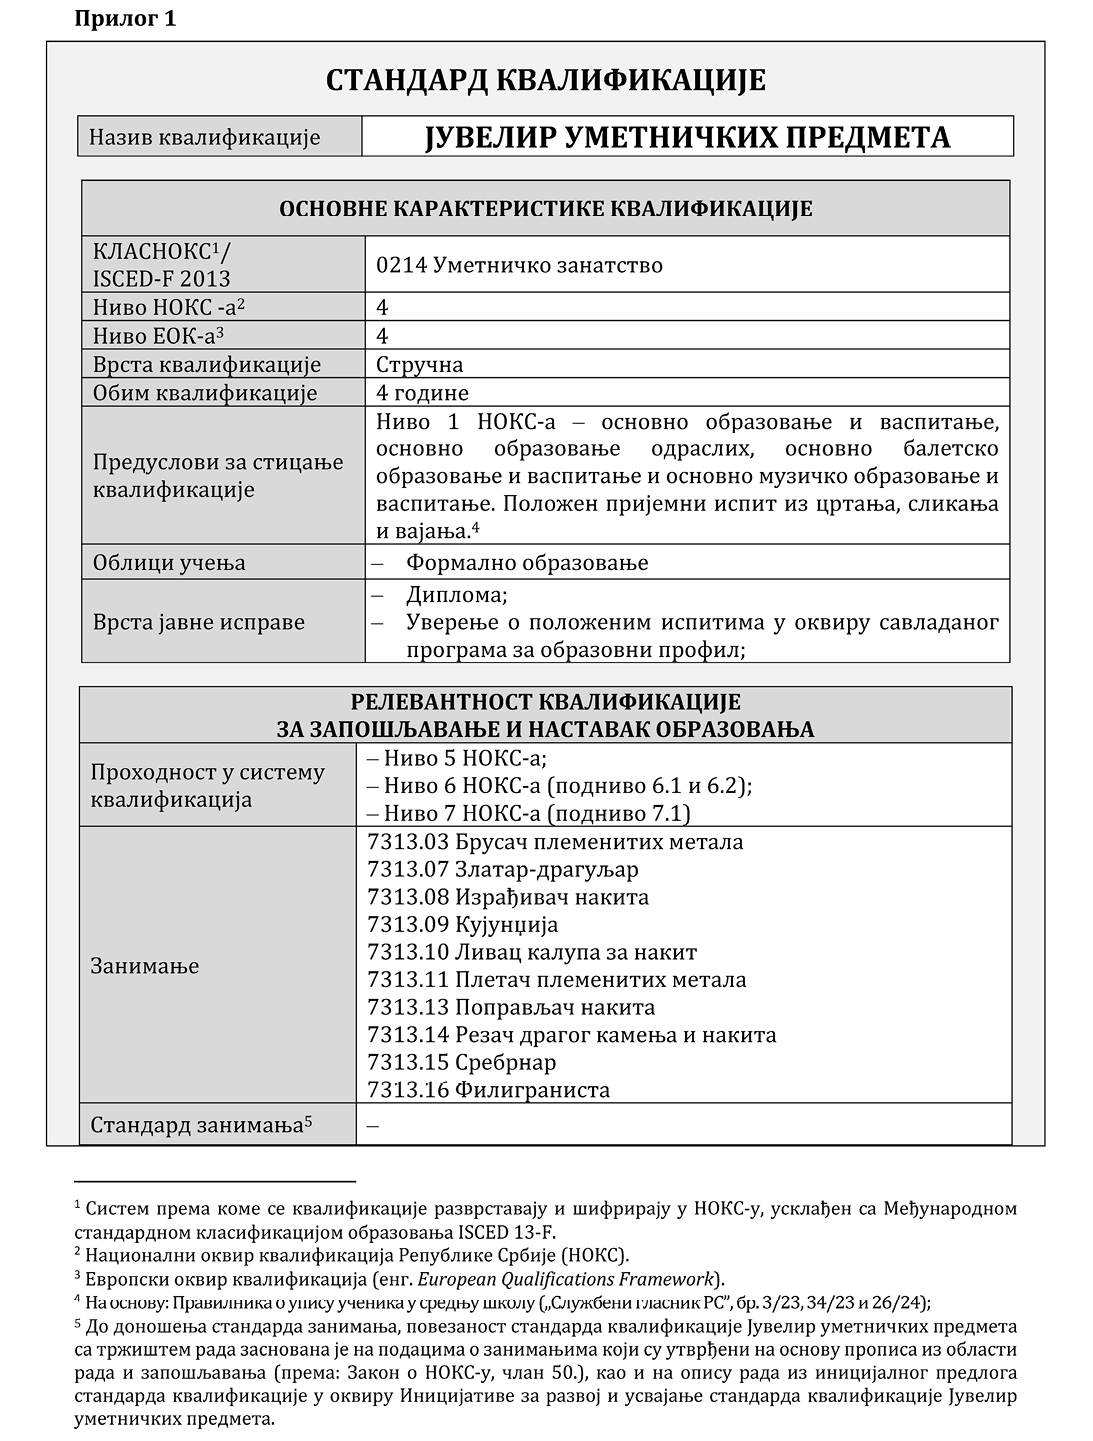 Прилог 1
СТАНДАРД КВАЛИФИКАЦИЈЕ
Назив квалификације
ЈУВЕЛИР УМЕТНИЧКИХ ПРЕДМЕТА
ОСНОВНЕ КАРАКТЕРИСТИКЕ КВАЛИФИКАЦИЈЕ
КЛАСНОКС¹/
ISCED-F 2013
0214 Уметничко занатство
Ниво НОКС -а²
4
Ниво ЕОК-а³
4
Врста квалификације
Стручна
Обим квалификације
4 године
Предуслови за стицање
квалификације
Ниво 1 НОКС-а – основно образовање и васпитање,
основно образовање одраслих, основно балетско
образовање и васпитање и основно музичко образовање и
васпитање. Положен пријемни испит из цртања, сликања
и вајања.⁴
Облици учења
– Формално образовање
Врста јавне исправе
– Диплома;
– Уверење о положеним испитима у оквиру савладаног
програма за образовни профил;
РЕЛЕВАНТНОСТ КВАЛИФИКАЦИЈЕ
ЗА ЗАПОШЉАВАЊЕ И НАСТАВАК ОБРАЗОВАЊА
Проходност у систему
квалификација
– Ниво 5 НОКС-а;
– Ниво 6 НОКС-а (подниво 6.1 и 6.2);
– Ниво 7 НОКС-а (подниво 7.1)
Занимање
7313.03 Брусач племенитих метала
7313.07 Златар-драгуљар
7313.08 Израђивач накита
7313.09 Кујунџија
7313.10 Ливац калупа за накит
7313.11 Плетач племенитих метала
7313.13 Поправљач накита
7313.14 Резач драгог камења и накита
7313.15 Сребрнар
7313.16 Филиграниста
Стандард занимања⁵
–
¹ Систем према коме се квалификације разврставају и шифрирају у НОКС-у, усклађен са Међународном
стандардном класификацијом образовања ISCED 13-F.
² Национални оквир квалификација Републике Србије (НОКС).
³ Европски оквир квалификација (енг. European Qualifications Framework).
⁴ На основу: Правилника о упису ученика у средњу школу („Службени гласник РС”, бр. 3/23, 34/23 и 26/24);
⁵ До доношења стандарда занимања, повезаност стандарда квалификације Јувелир уметничких предмета
са тржиштем рада заснована је на подацима о занимањима који су утврђени на основу прописа из области
рада и запошљавања (према: Закон о НОКС-у, члан 50.), као и на опису рада из иницијалног предлога
стандарда квалификације у оквиру Иницијативе за развој и усвајање стандарда квалификације Јувелир
уметничких предмета.